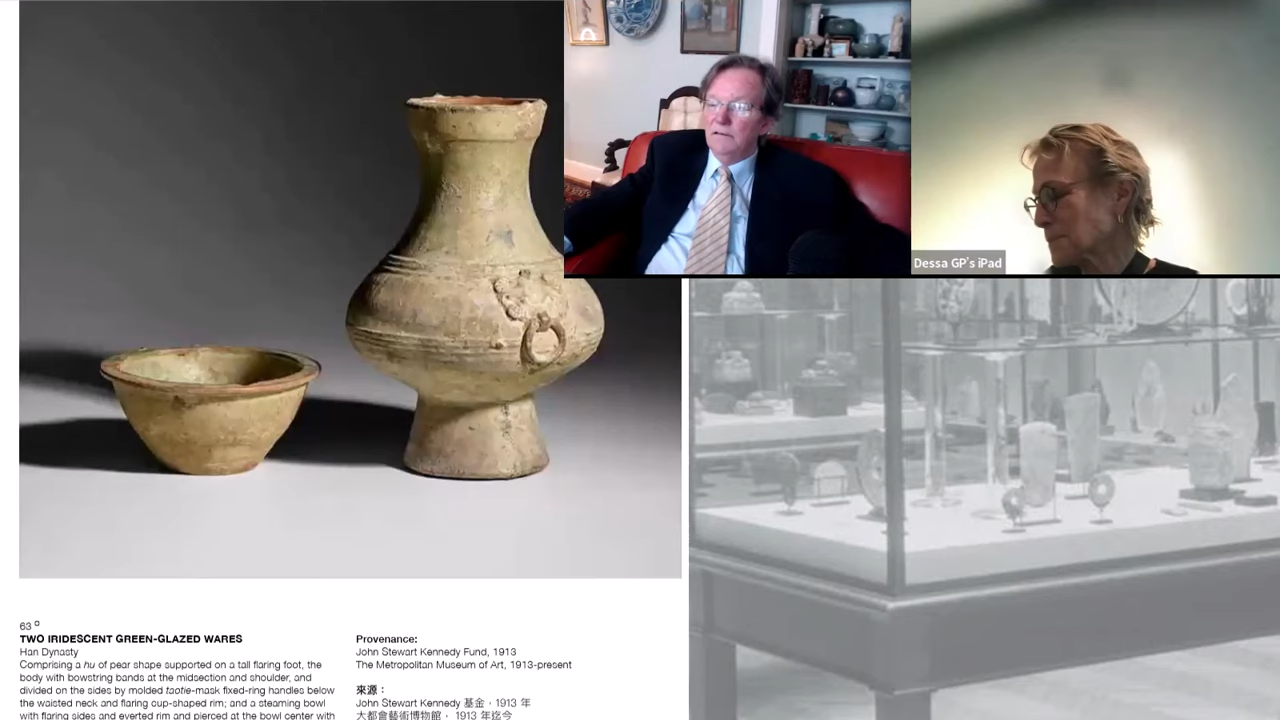 Dessa GP's iPad
63 °
TWO IRIDESCENT GREEN-GLAZED WARES
Han Dynasty
Comprising a hu of pear shape supported on a tall flaring foot, the
body with bowstring bands at the midsection and shoulder, and
divided on the sides by molded taotie-mask fixed-ring handles below
the waisted neck and flaring cup-shaped rim; and a steaming bowl
with flaring sides and everted rim and pierced at the bowl center with
Provenance:
John Stewart Kennedy Fund, 1913
The Metropolitan Museum of Art, 1913-present
來源：
John Stewart Kennedy 基金，1913 年
大都會藝術博物館， 1913 年迄今